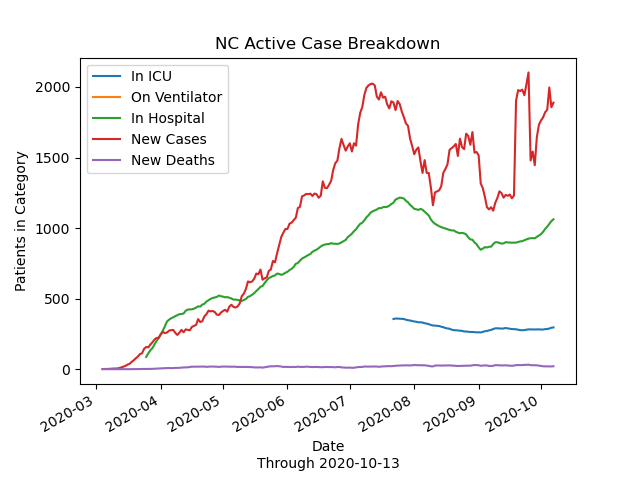 NC Active Case Breakdown
In ICU
On Ventilator
In Hospital
New Cases
New Deaths
Patients in Category
2000
1500
1000
500
0
2020-03
2020-04
2020-05
2020-06
2020-07
2020-08
2020-09
2020-10
Date
Through 2020-10-13